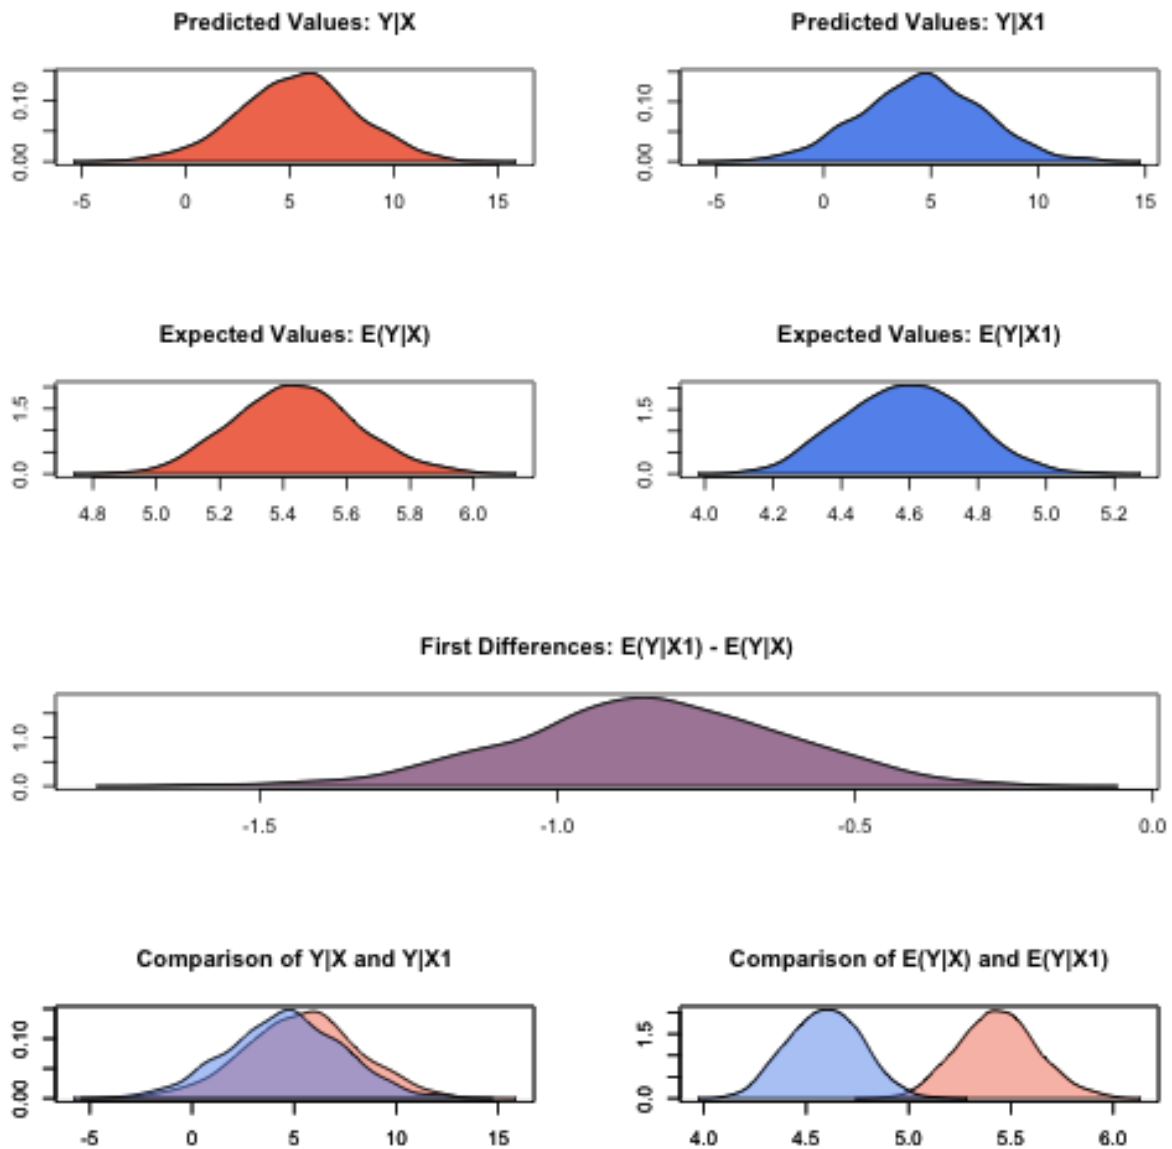 Predicted Values: Y|X
0.00 0.10
-5 0 5 10 15
Predicted Values: Y|X1
0.00 0.10
-5 0 5 10 15
Expected Values: E(Y|X)
0.0 1.5
4.8 5.0 5.2 5.4 5.6 5.8 6.0
Expected Values: E(Y|X1)
0.0 1.5
4.0 4.2 4.4 4.6 4.8 5.0 5.2
First Differences: E(Y|X1) - E(Y|X)
0.0 1.0
-1.5 -1.0 -0.5 0.0
Comparison of Y|X and Y|X1
0.00 0.10
-5 0 5 10 15
Comparison of E(Y|X) and E(Y|X1)
0.0 1.5
4.0 4.5 5.0 5.5 6.0